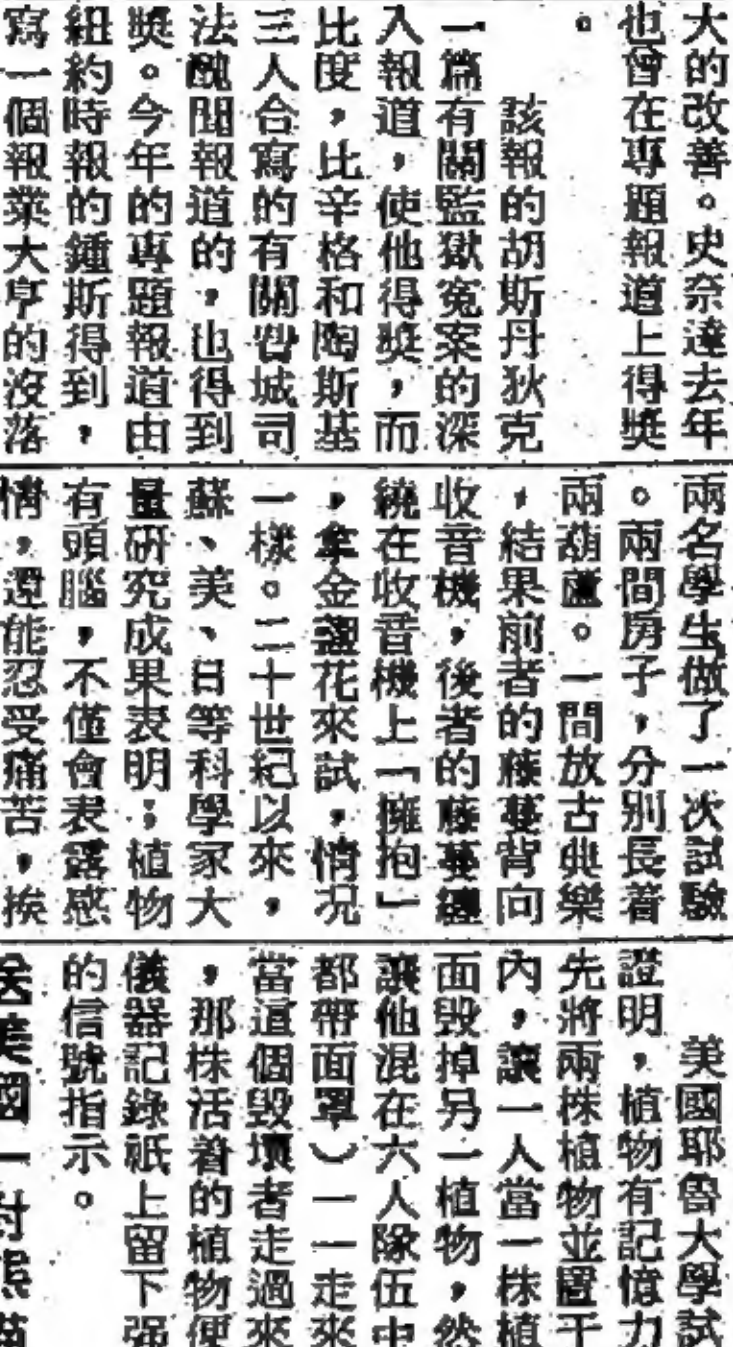 大的改善。史奈達去年
也曾在專題報道上得獎
。
該報的胡斯丹狄克
一篇有關監獄寃案的深
入報道，使他得獎，而
比度，比辛格和陶斯基
三人合寫的有關費城司
法醜聞報道的，也得到
獎。今年的專題報道由
紐約時報的鍾斯得到，
寫一個報業大亨的沒落
兩名學生做了一次試驗
。兩間房子，分別長着
兩葫蘆。一間放古典樂
，結果前者的藤蔓背向
收音機，後者的藤蔓纏
繞在收音機上「擁抱」
，拿金盞花來試，情况
一樣。二十世紀以來，
蘇、美、日等科學家大
量研究成果表明：植物
有頭腦，不僅會表露感
情，還能忍受痛苦，挨
美國耶魯大學試
證明，植物有記憶力
先將兩株植物並置于
內，讓一人當一株植
面毀掉另一植物，然
讓他混在六人隊伍中
都帶面罩）一一走來
當這個毀壞者走過來
，那株活着的植物便
儀器記錄紙上留下强
的信號指示。
美國一對熊猫